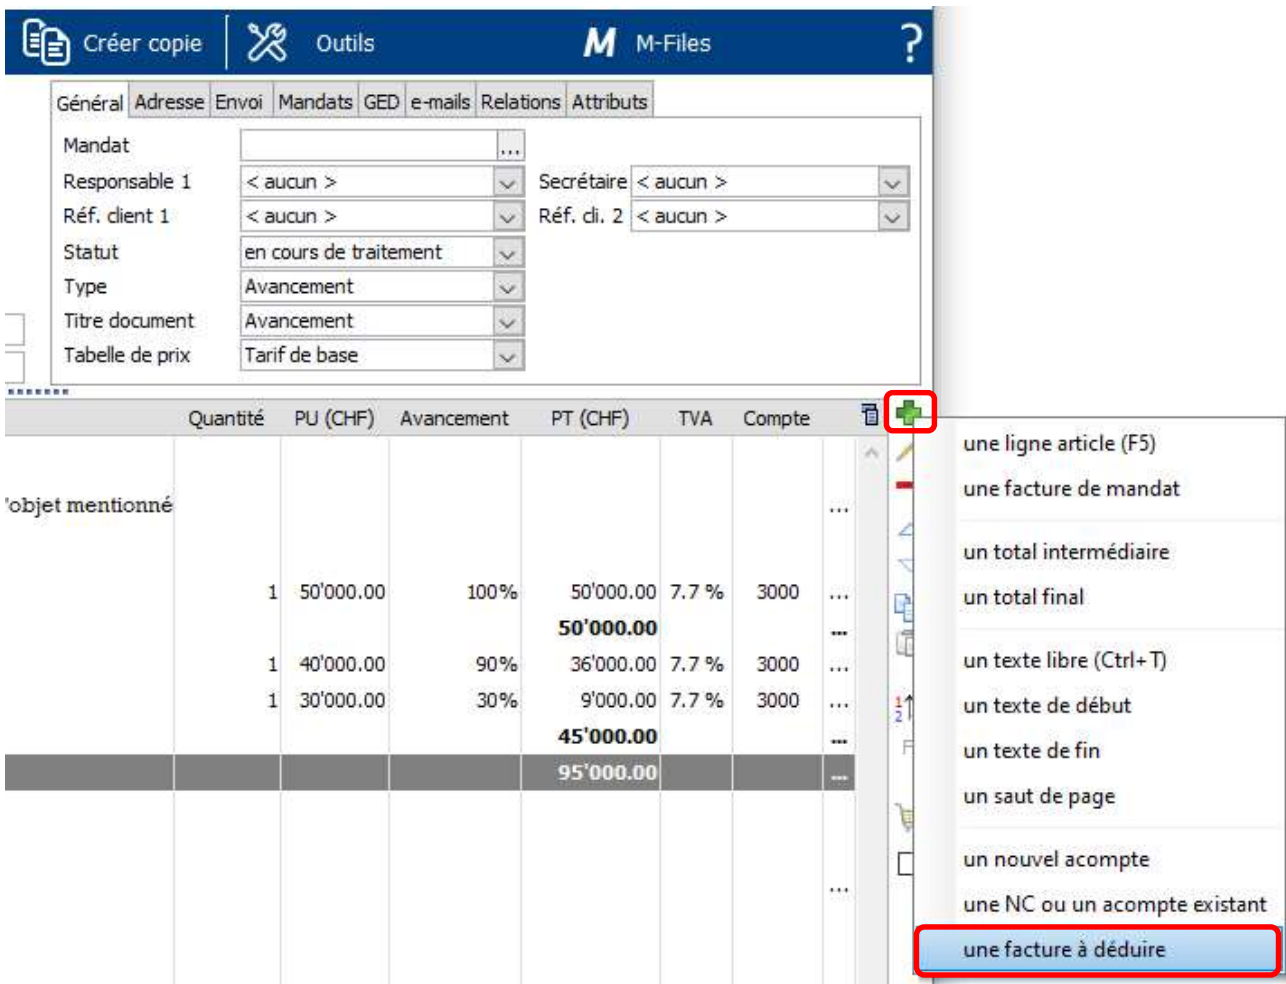 Créer copie Outils M M-Files ?
Général Adresse Envoi Mandats GED e-mails Relations Attributs
Mandat ...
Responsable 1 < aucun > Secrétaire < aucun >
Réf. client 1 < aucun > Réf. cli. 2 < aucun >
Statut en cours de traitement
Type Avancement
Titre document Avancement
Tabelle de prix Tarif de base
Quantité PU (CHF) Avancement PT (CHF) TVA Compte
'objet mentionné ...
1 50'000.00 100% 50'000.00 7.7 % 3000 ...
50'000.00 ...
1 40'000.00 90% 36'000.00 7.7 % 3000 ...
1 30'000.00 30% 9'000.00 7.7 % 3000 ...
45'000.00 ...
95'000.00 ...
...
1
2
F
une ligne article (F5)
une facture de mandat
un total intermédiaire
un total final
un texte libre (Ctrl+T)
un texte de début
un texte de fin
un saut de page
un nouvel acompte
une NC ou un acompte existant
une facture à déduire